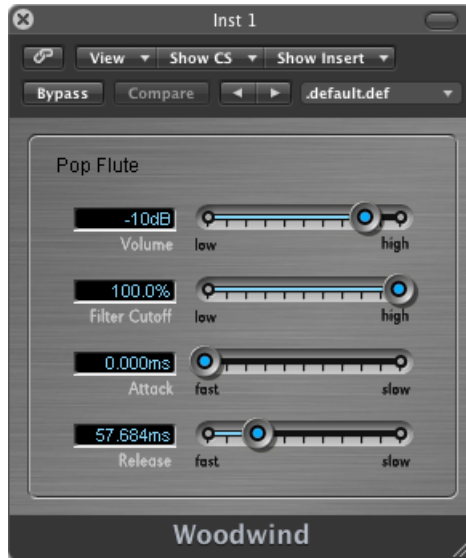 Inst 1
View Show CS Show Insert
Bypass Compare .default.def
Pop Flute
-10dB
Volume low high
100.0%
Filter Cutoff low high
0.000ms
Attack fast slow
57.684ms
Release fast slow
Woodwind